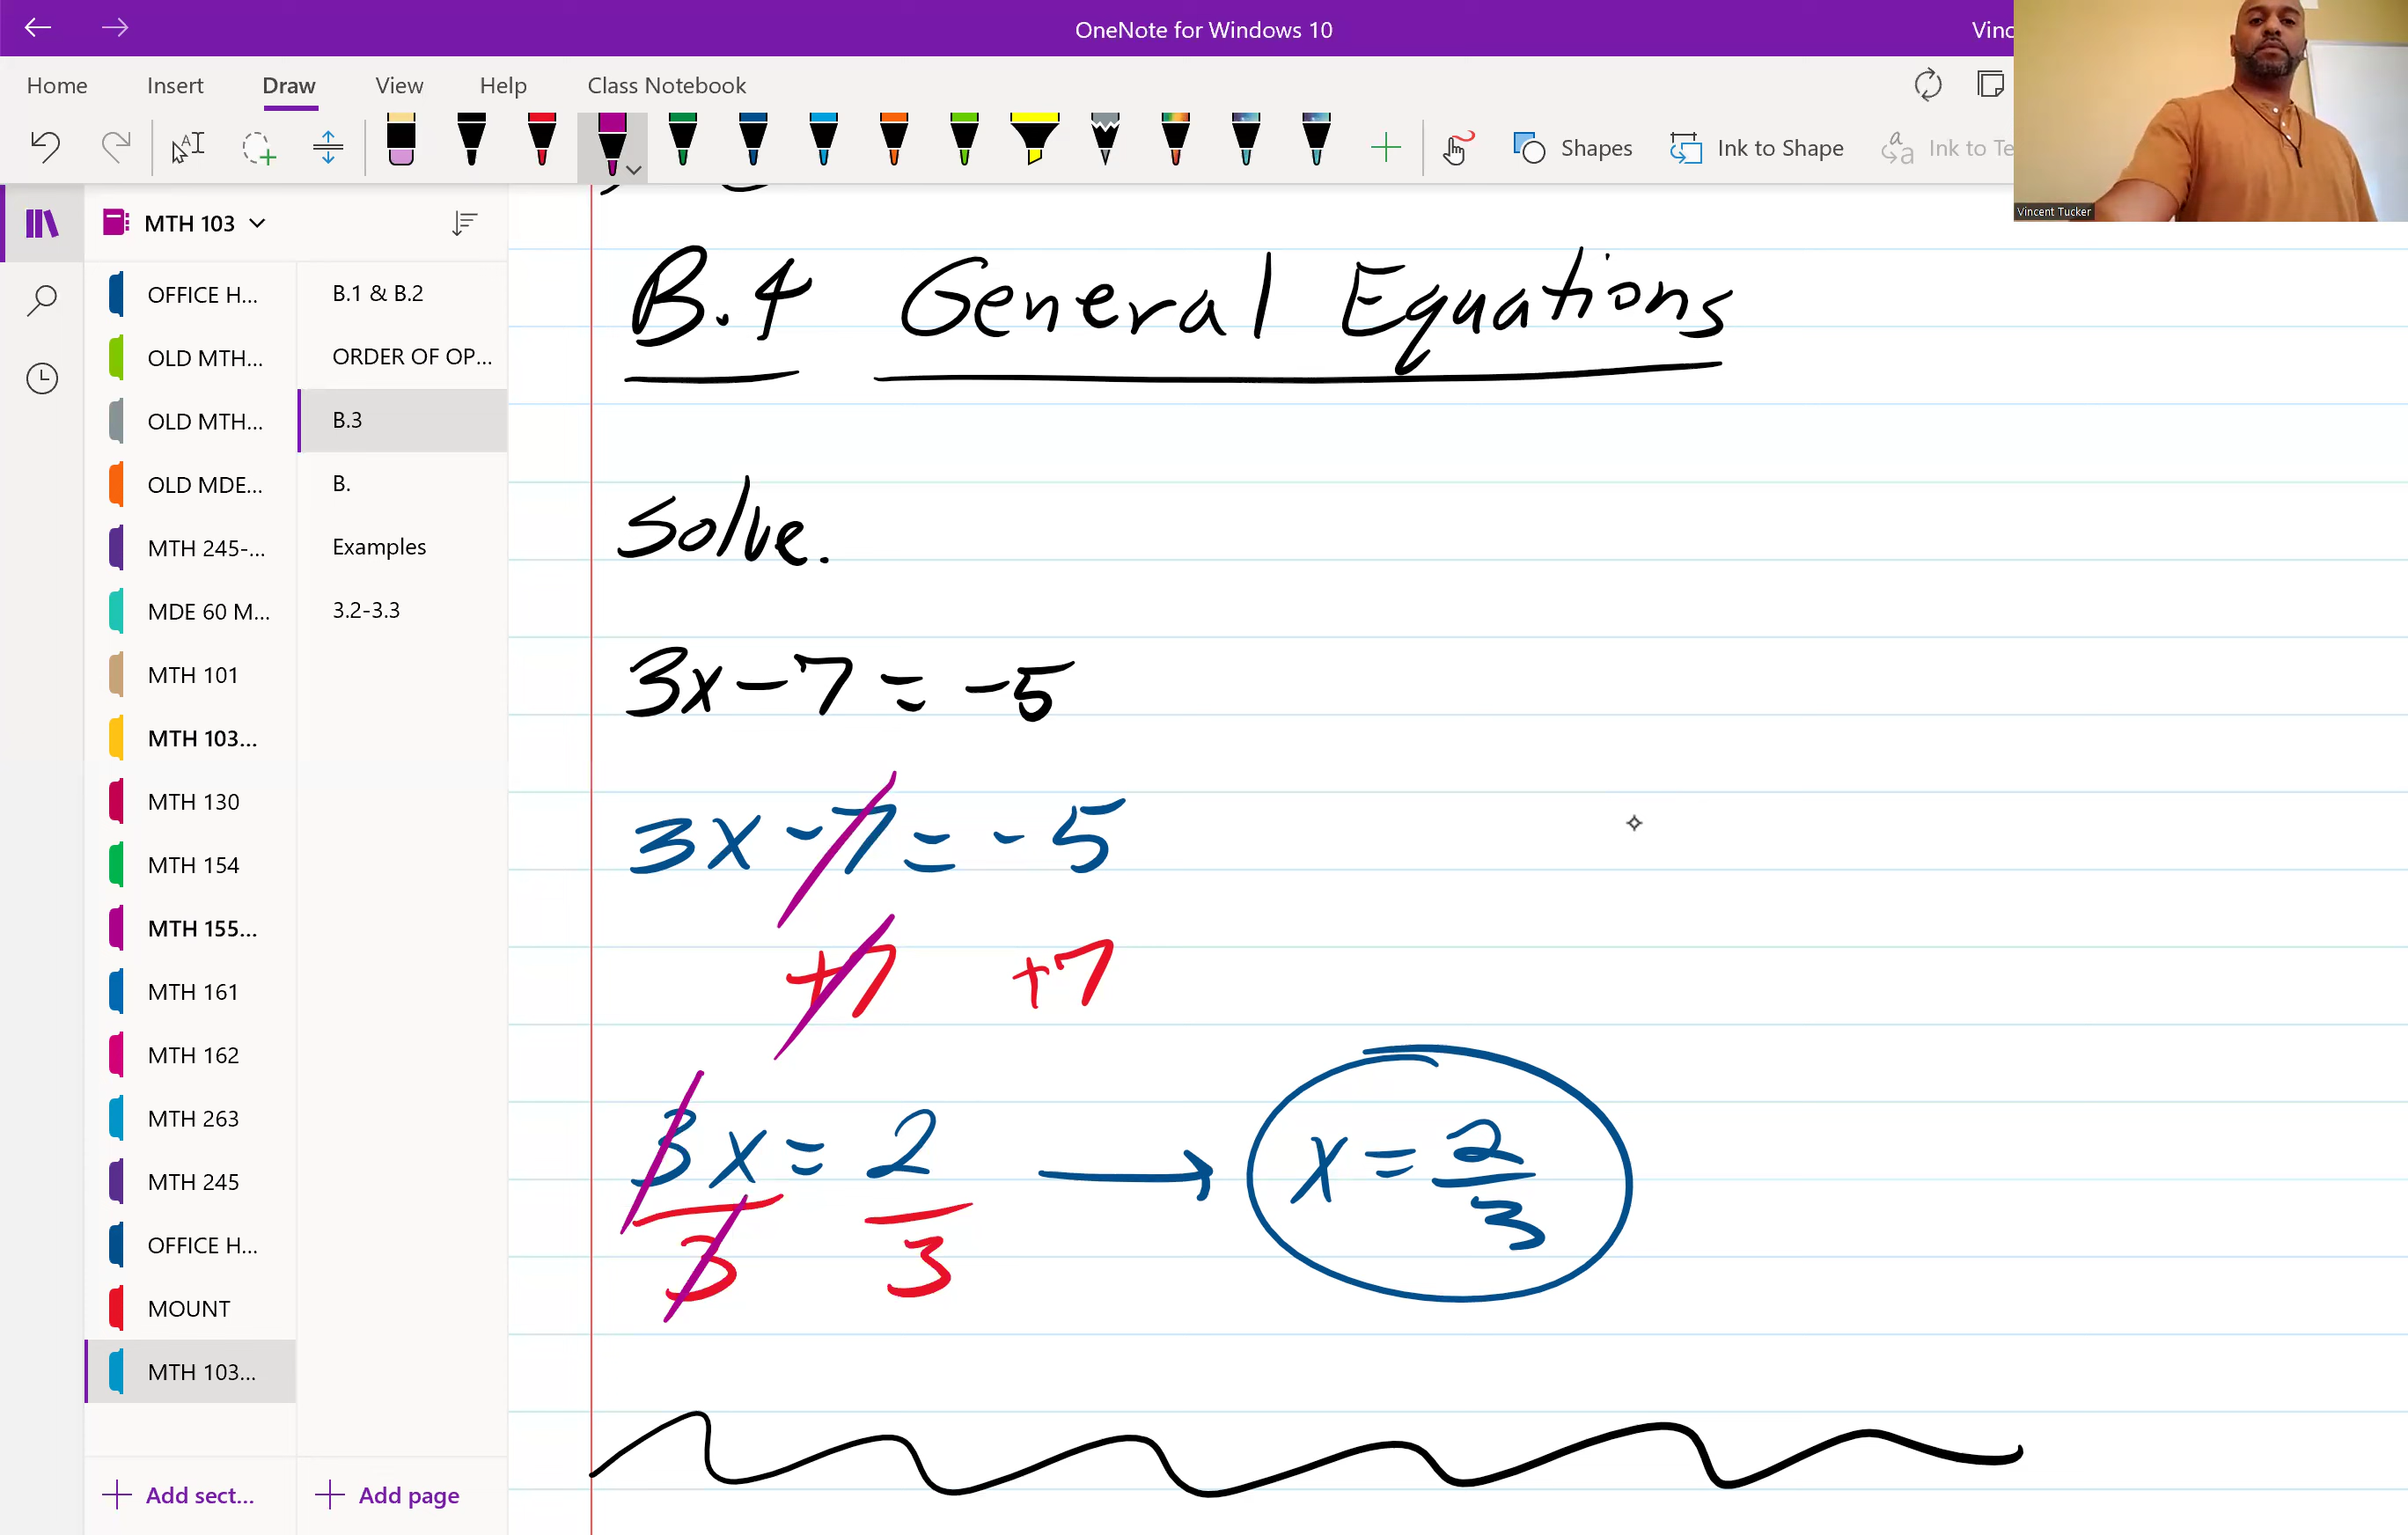 OneNote for Windows 10
Vinc
Home Insert Draw View Help Class Notebook
Shapes Ink to Shape Ink to Te
Vincent Tucker
MTH 103
OFFICE H...
OLD MTH...
OLD MTH...
OLD MDE...
MTH 245-...
MDE 60 M...
MTH 101
MTH 103...
MTH 130
MTH 154
MTH 155...
MTH 161
MTH 162
MTH 263
MTH 245
OFFICE H...
MOUNT
MTH 103...
Add sect...
B.1 & B.2
ORDER OF OP...
B.3
B.
Examples
3.2-3.3
Add page
B.4 General Equations
Solve.
3x-7 = -5
3x-7 = -5
+7 +7
3x = 2 → x = 2
3 3 3